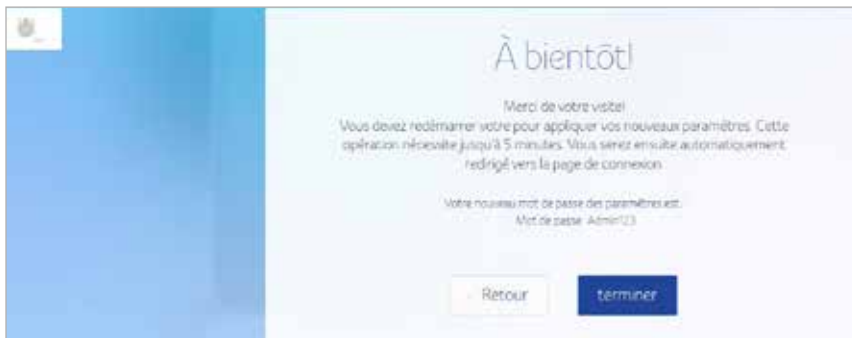 À bientôt!
Merci de votre visite!
Vous devez redémarrer votre pour appliquer vos nouveaux paramètres. Cette
opération nécessite jusqu'à 5 minutes. Vous serez ensuite automatiquement
redirigé vers la page de connexion.
Votre nouveau mot de passe des paramètres est:
Mot de passe: Admin123
Retour
terminer